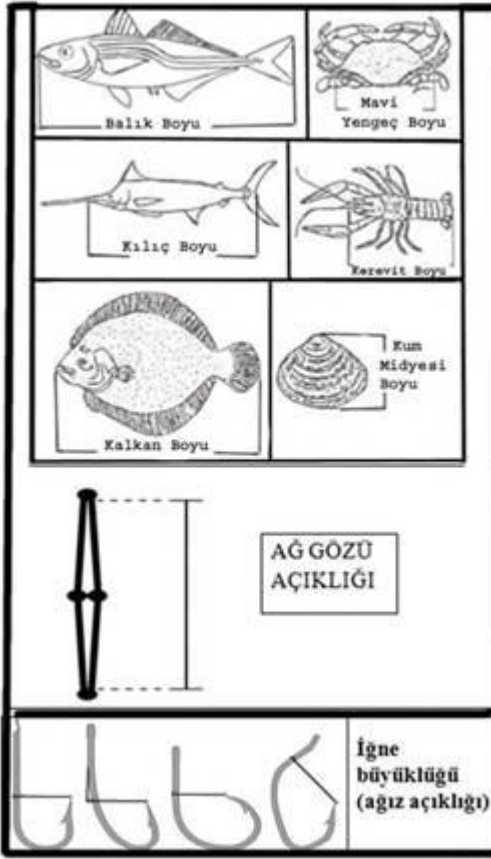 Balık Boyu
Mavi
Yengeç Boyu
Kılıç Boyu
Kerevit Boyu
Kalkan Boyu
Kum
Midyesi
Boyu
AĞ GÖZÜ
AÇIKLIĞI
İğne
büyüklüğü
(ağız açıklığı)